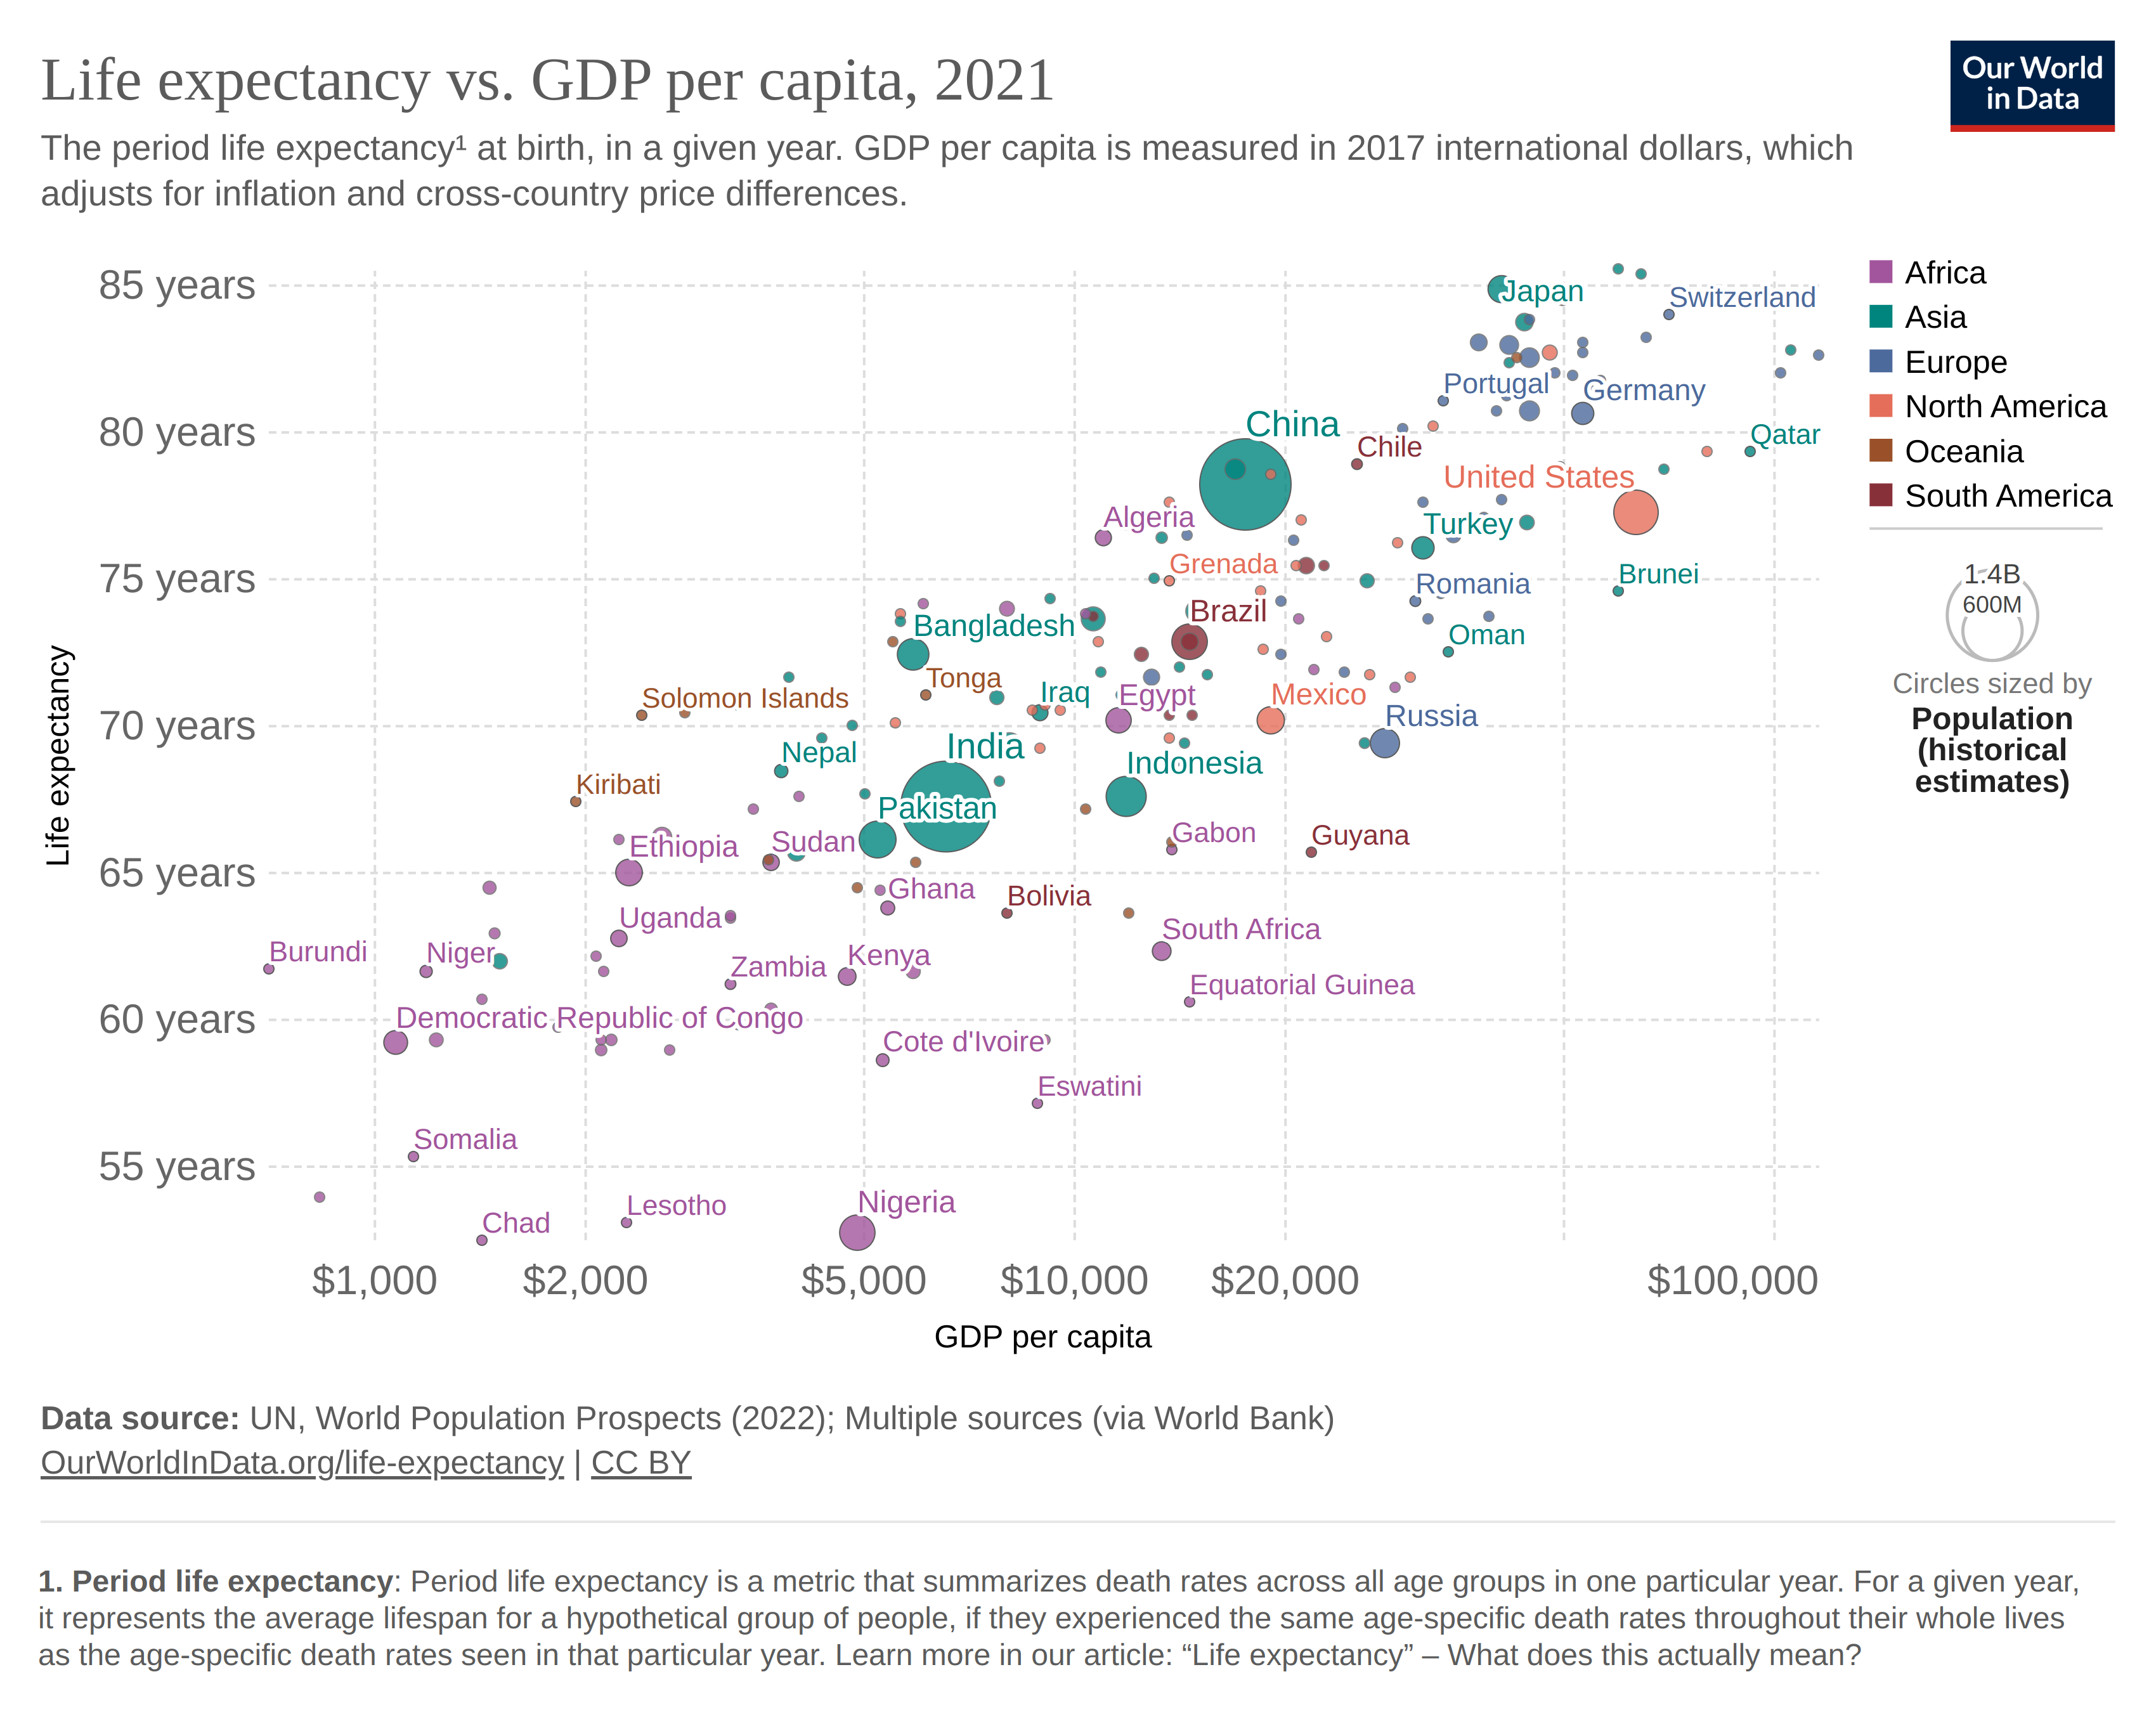 Life expectancy vs. GDP per capita, 2021
Our World
in Data
The period life expectancy¹ at birth, in a given year. GDP per capita is measured in 2017 international dollars, which
adjusts for inflation and cross-country price differences.
85 years
80 years
75 years
70 years
65 years
60 years
55 years
Life expectancy
Japan
Switzerland
Portugal
Germany
China
Chile
Qatar
United States
Algeria
Turkey
Grenada
Brunei
Romania
Brazil
Bangladesh
Oman
Tonga
Iraq
Egypt
Mexico
Solomon Islands
Russia
Nepal
India
Indonesia
Kiribati
Pakistan
Gabon
Guyana
Ethiopia
Sudan
Ghana
Bolivia
Uganda
South Africa
Burundi
Niger
Zambia
Kenya
Equatorial Guinea
Democratic Republic of Congo
Cote d'Ivoire
Eswatini
Somalia
Lesotho
Nigeria
Chad
$1,000
$2,000
$5,000
$10,000
$20,000
$100,000
GDP per capita
Africa
Asia
Europe
North America
Oceania
South America
1.4B
600M
Circles sized by
Population
(historical
estimates)
Data source: UN, World Population Prospects (2022); Multiple sources (via World Bank)
OurWorldInData.org/life-expectancy | CC BY
1. Period life expectancy: Period life expectancy is a metric that summarizes death rates across all age groups in one particular year. For a given year,
it represents the average lifespan for a hypothetical group of people, if they experienced the same age-specific death rates throughout their whole lives
as the age-specific death rates seen in that particular year. Learn more in our article: “Life expectancy” – What does this actually mean?